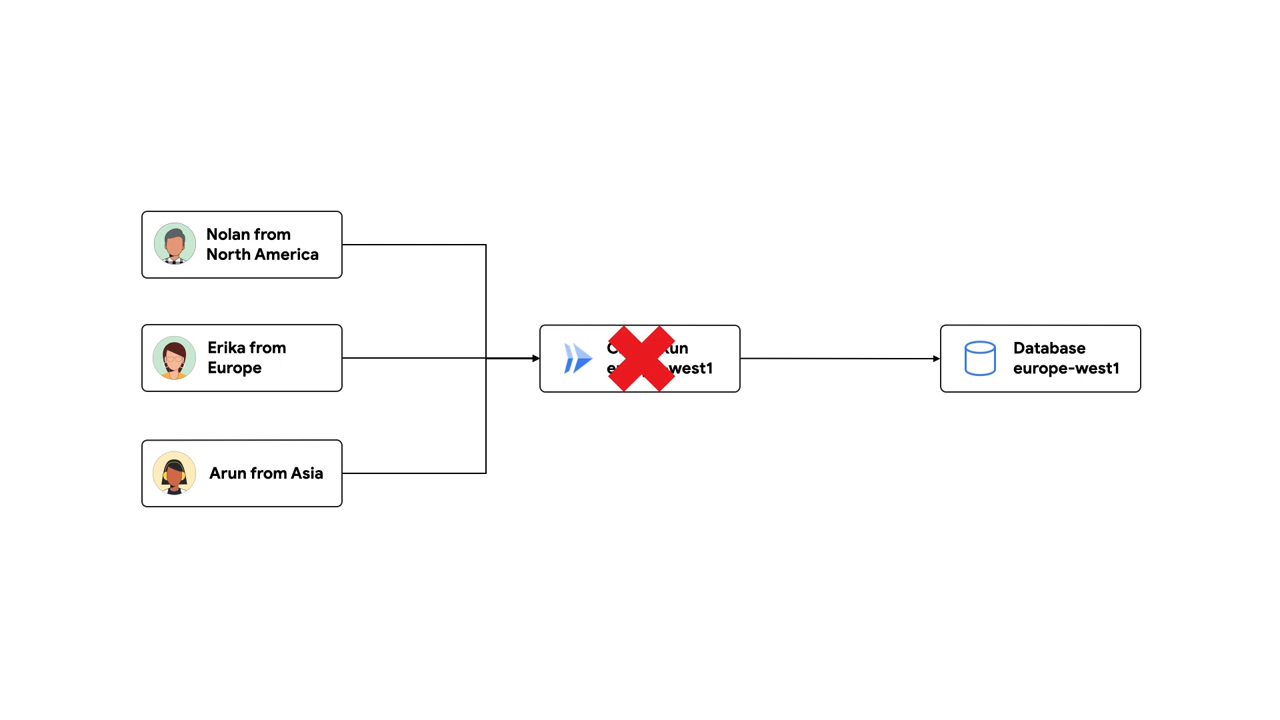 Nolan from
North America
Erika from
Europe
Arun from Asia
Database
europe-west1